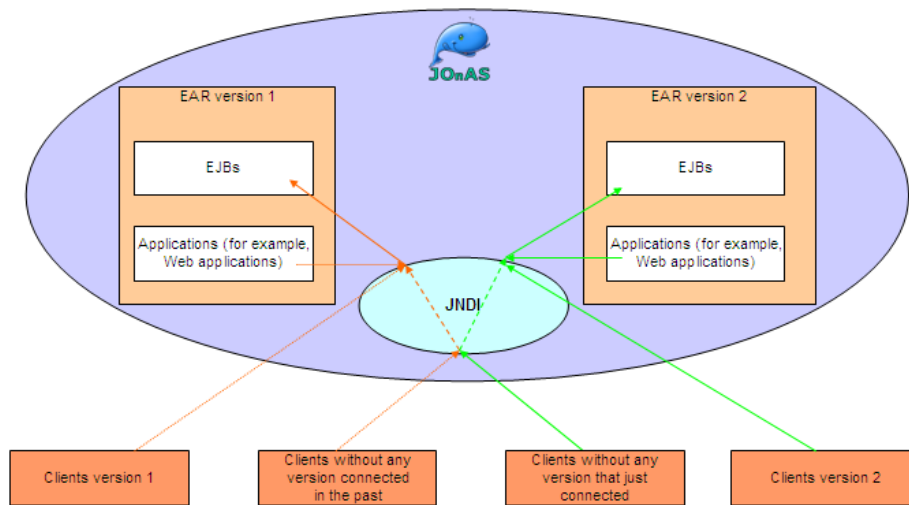 JOnAS
EAR version 1
EJBs
Applications (for example,
Web applications)
EAR version 2
EJBs
Applications (for example,
Web applications)
JNDI
Clients version 1
Clients without any
version connected
in the past
Clients without any
version that just
connected
Clients version 2